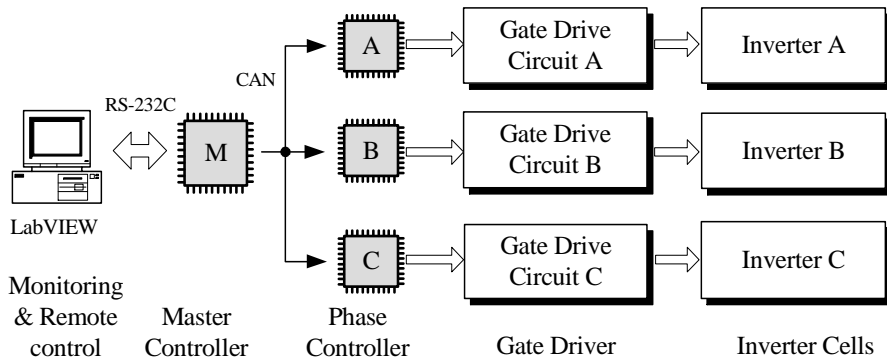 RS-232C
CAN
M
A
B
C
Gate Drive
Circuit A
Gate Drive
Circuit B
Gate Drive
Circuit C
Inverter A
Inverter B
Inverter C
LabVIEW
Monitoring
& Remote
control
Master
Controller
Phase
Controller
Gate Driver
Inverter Cells